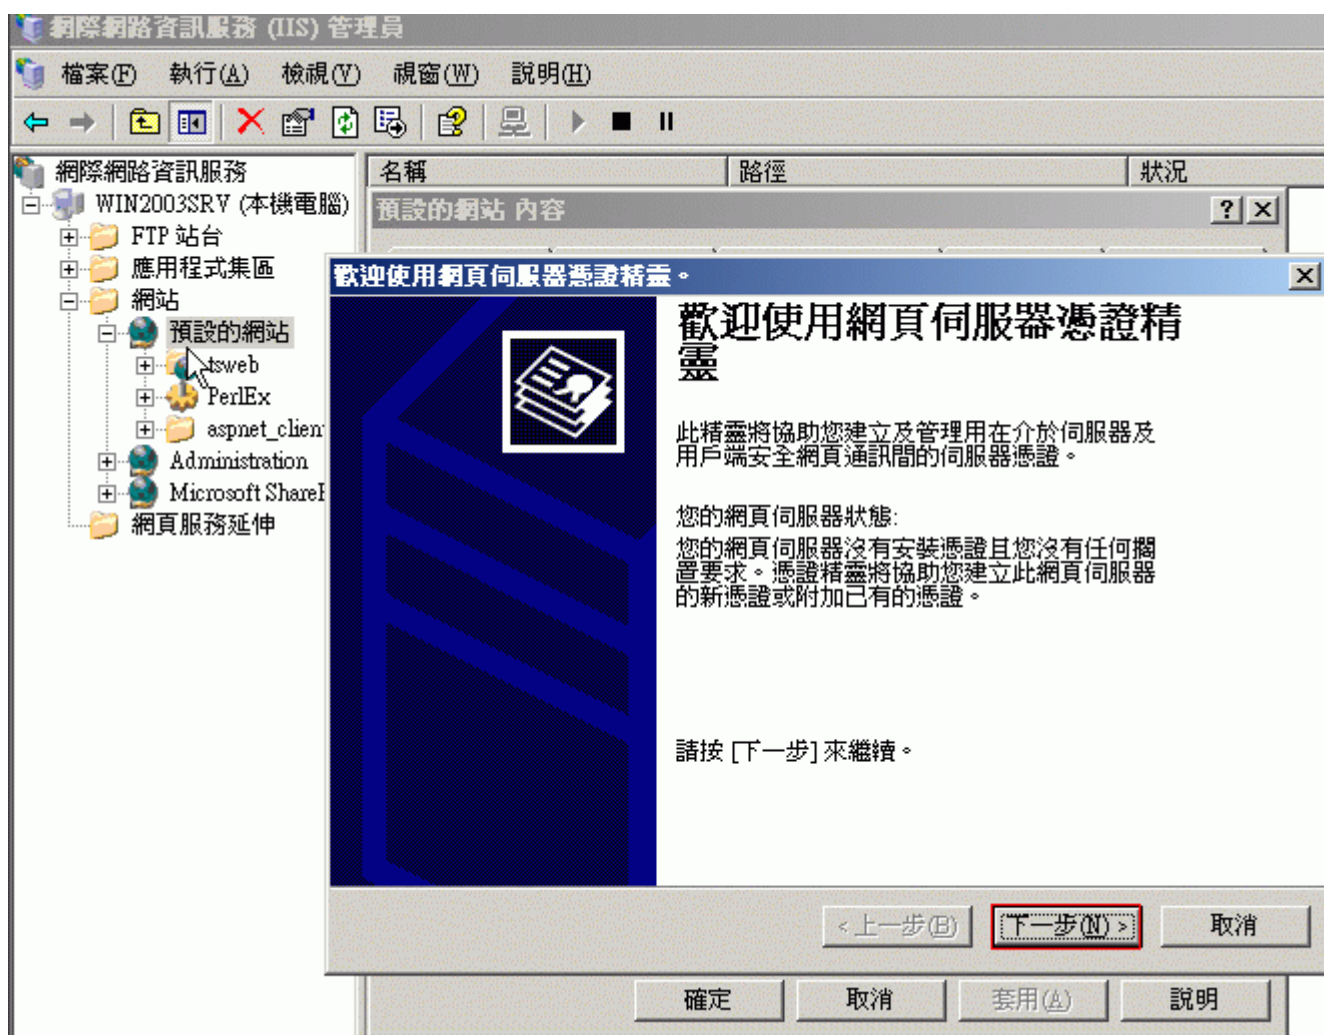 網際網路資訊服務 (IIS) 管理員
檔案(F) 執行(A) 檢視(V) 視窗(W) 說明(H)
網際網路資訊服務
WIN2003SRV (本機電腦)
FTP 站台
應用程式集區
網站
預設的網站
tsweb
PerlEx
aspnet_clien
Administration
Microsoft Share
網頁服務延伸
名稱 路徑 狀況
預設的網站 內容
歡迎使用網頁伺服器憑證精靈。
歡迎使用網頁伺服器憑證精
靈
此精靈將協助您建立及管理用在介於伺服器及
用戶端安全網頁通訊間的伺服器憑證。
您的網頁伺服器狀態:
您的網頁伺服器沒有安裝憑證且您沒有任何擱
置要求。憑證精靈將協助您建立此網頁伺服器
的新憑證或附加已有的憑證。
請按 [下一步] 來繼續。
< 上一步(B) 下一步(N) > 取消
確定 取消 套用(A) 說明